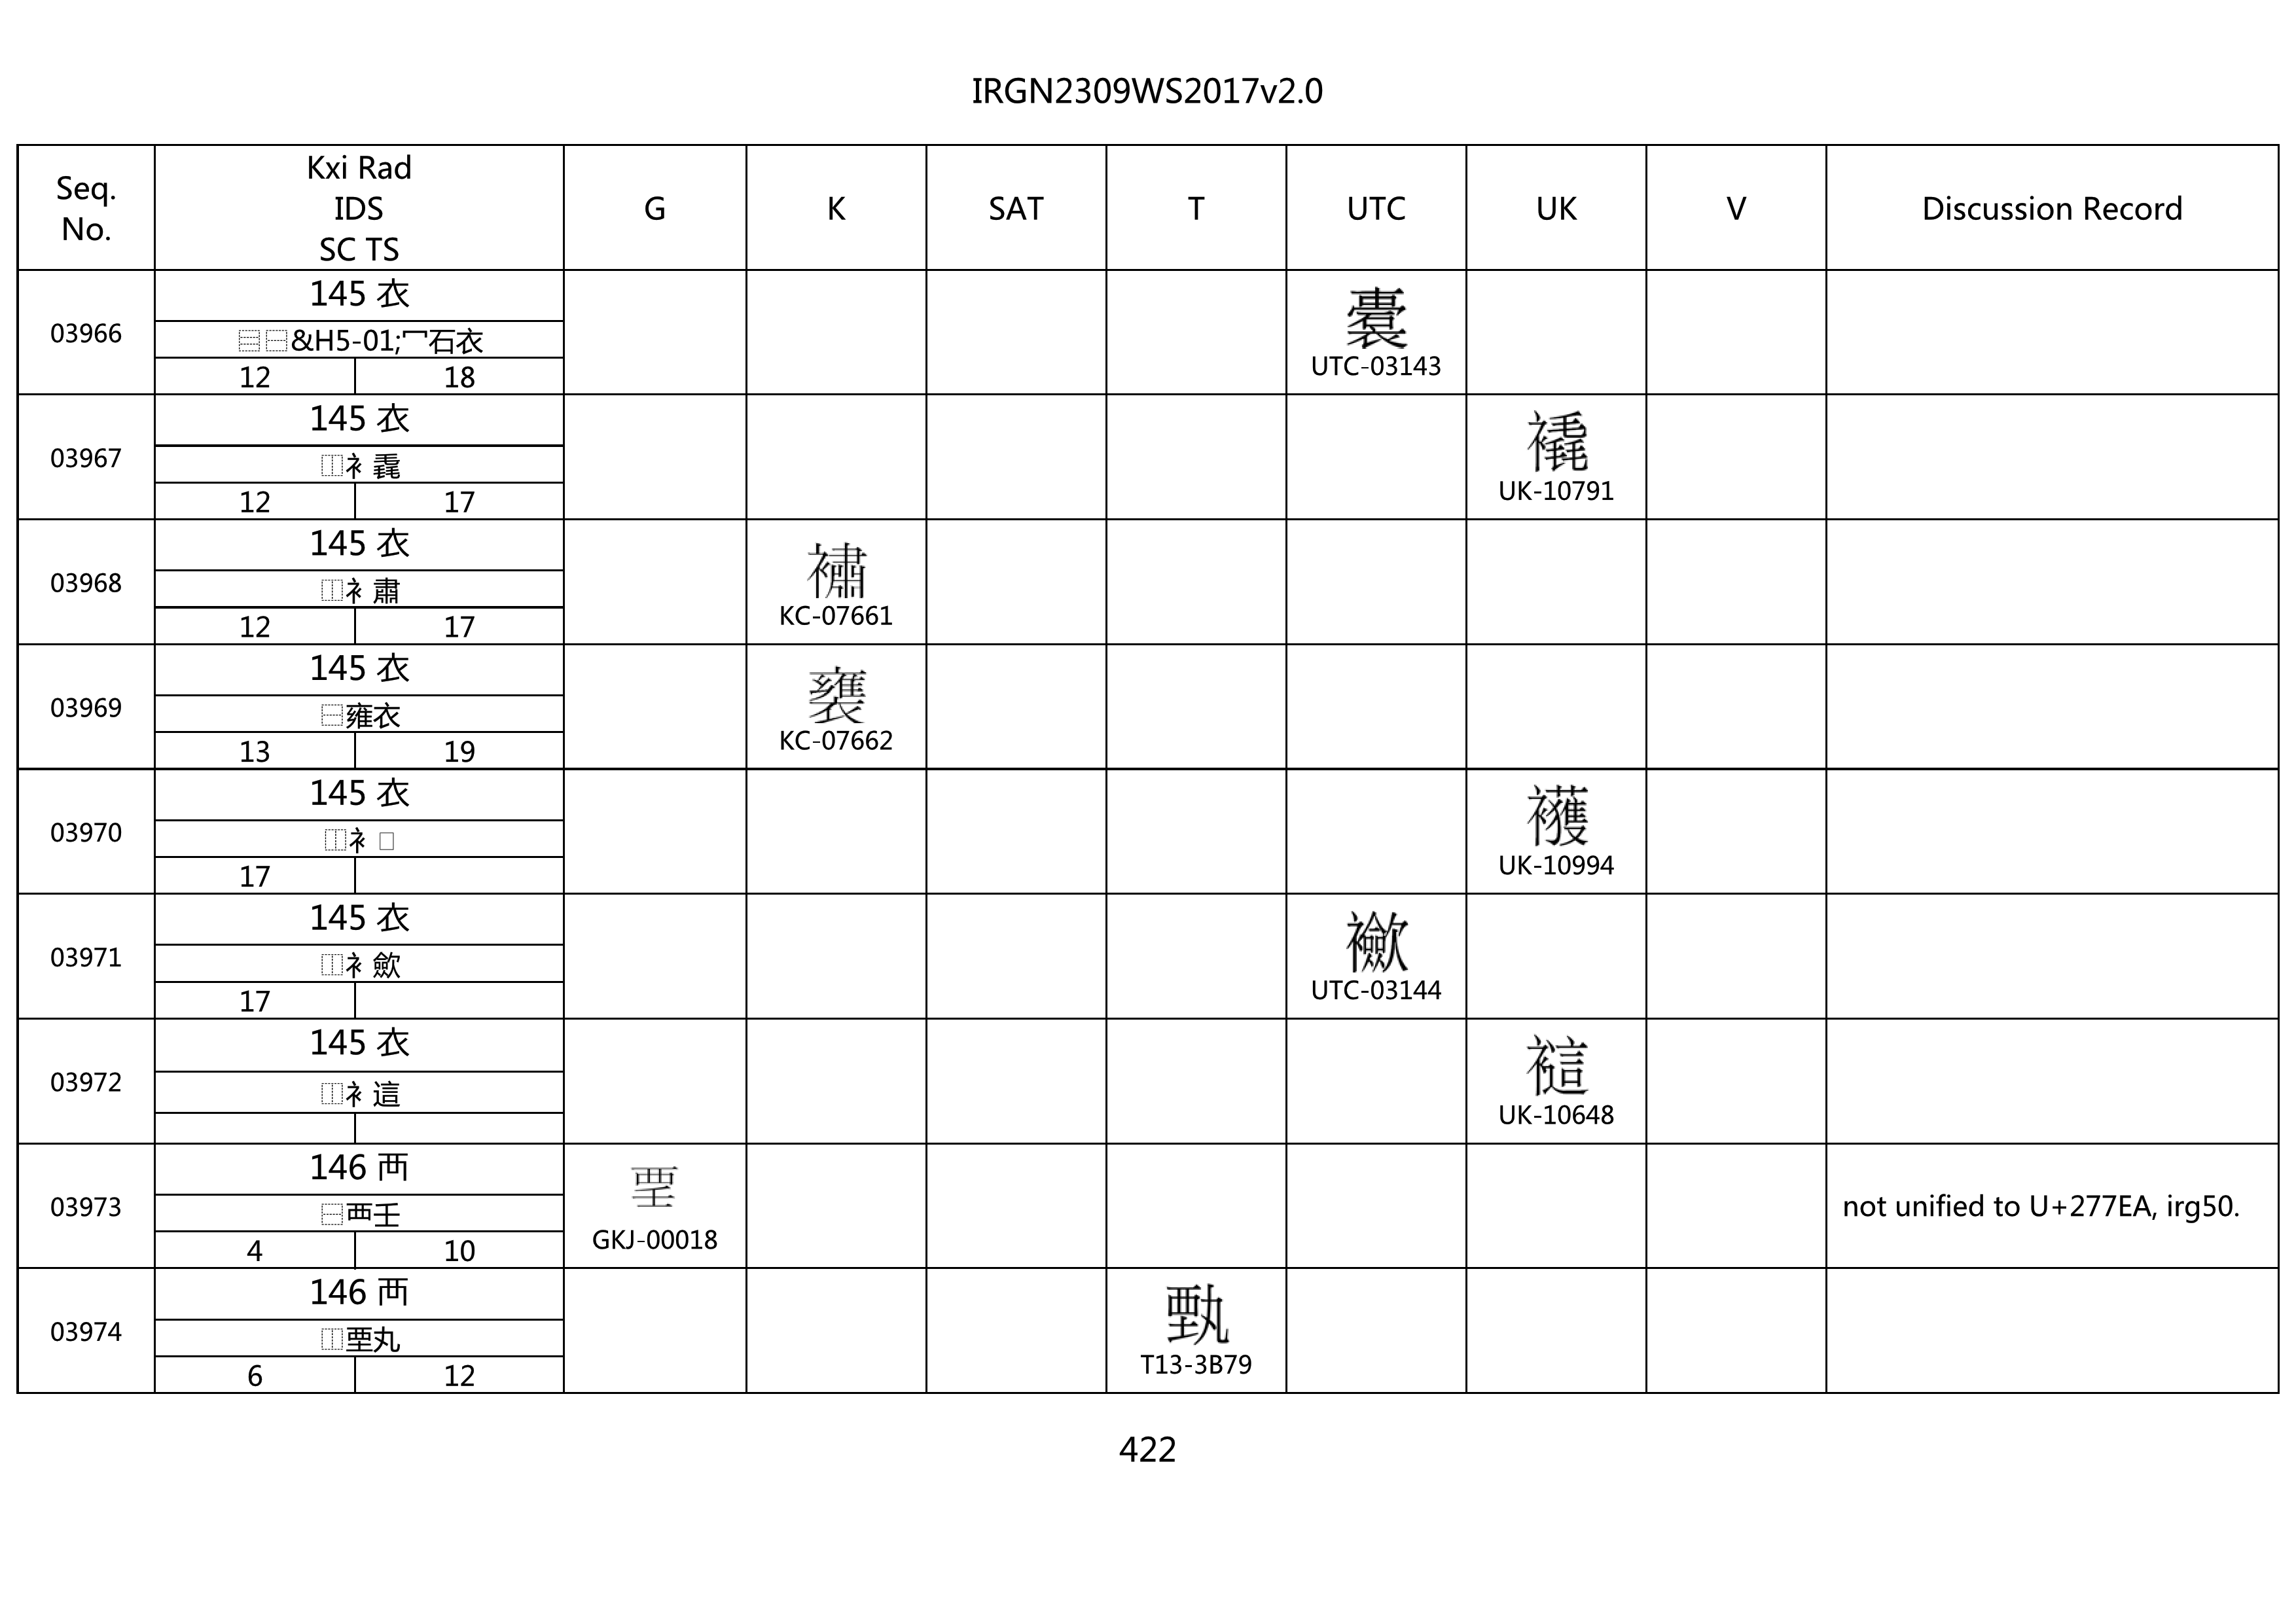 IRGN2309WS2017v2.0
Seq. No.
Kxi Rad
IDS
SC TS
G
K
SAT
T
UTC
UK
V
Discussion Record
03966
145 衣
⿳⿱&H5-01;冖石衣
12 18
UTC-03143
03967
145 衣
⿰衤毳
12 17
UK-10791
03968
145 衣
⿰衤肅
12 17
KC-07661
03969
145 衣
⿱雍衣
13 19
KC-07662
03970
145 衣
⿰衤
17
UK-10994
03971
145 衣
⿰衤歛
17
UTC-03144
03972
145 衣
⿰衤這
UK-10648
03973
146 襾
⿱覀壬
4 10
GKJ-00018
not unified to U+277EA, irg50.
03974
146 襾
⿰覀丸
6 12
T13-3B79
422